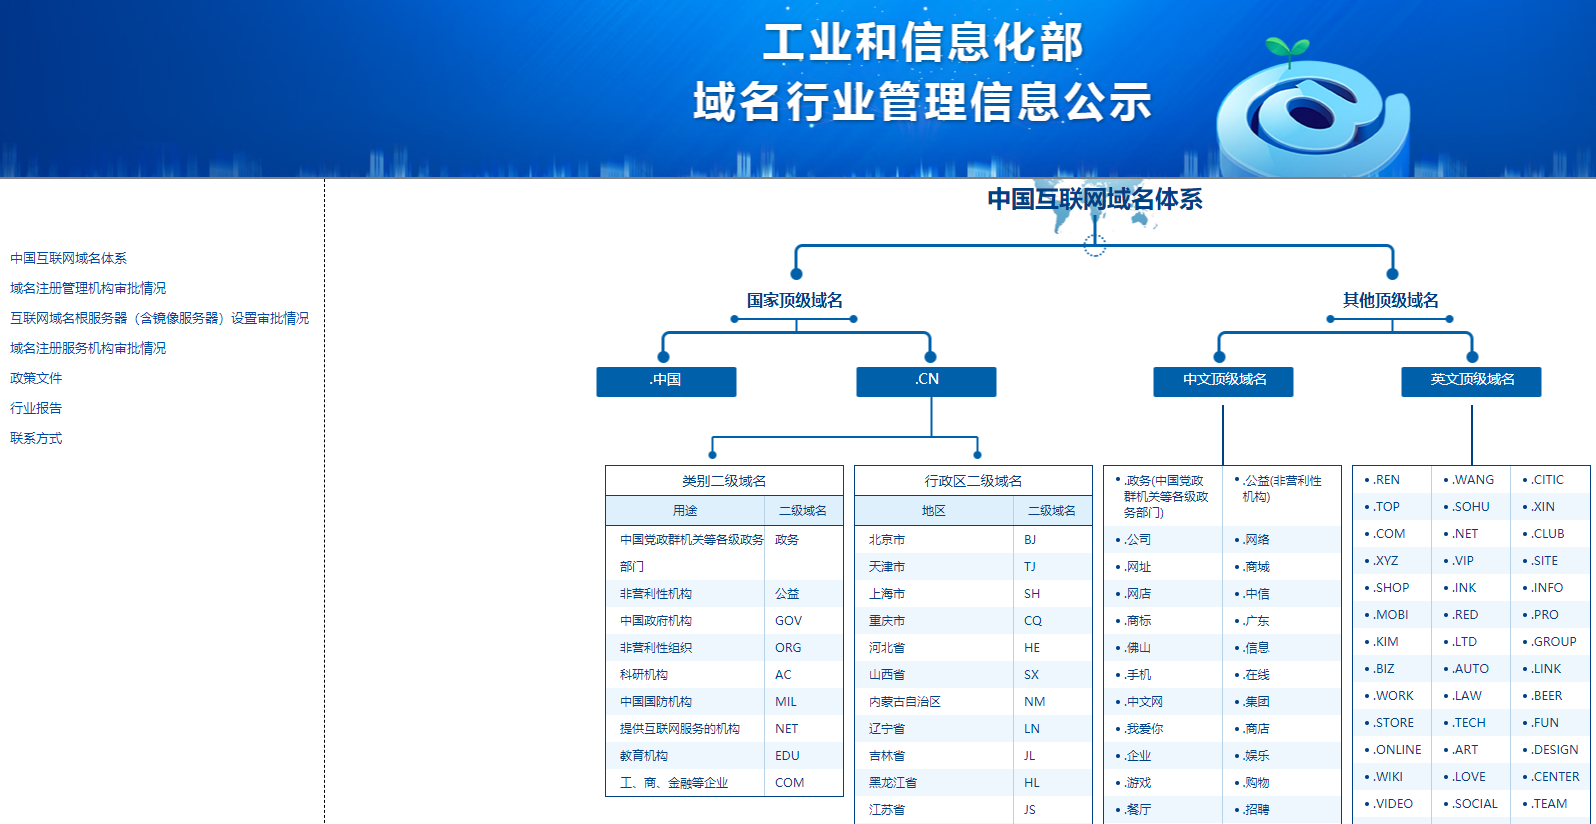 工业和信息化部
域名行业管理信息公示
中国互联网域名体系
域名注册管理机构审批情况
互联网域名根服务器（含镜像服务器）设置审批情况
域名注册服务机构审批情况
政策文件
行业报告
联系方式
中国互联网域名体系
国家顶级域名
其他顶级域名
.中国
.CN
中文顶级域名
英文顶级域名
类别二级域名
用途 二级域名
中国党政群机关等各级政务 政务
部门
非营利性机构 公益
中国政府机构 GOV
非营利性组织 ORG
科研机构 AC
中国国防机构 MIL
提供互联网服务的机构 NET
教育机构 EDU
工、商、金融等企业 COM
行政区二级域名
地区 二级域名
北京市 BJ
天津市 TJ
上海市 SH
重庆市 CQ
河北省 HE
山西省 SX
内蒙古自治区 NM
辽宁省 LN
吉林省 JL
黑龙江省 HL
江苏省 JS
.政务(中国党政
群机关等各级政
务部门)
.公益(非营利性
机构)
.公司 .网络
.网址 .商城
.网店 .中信
.商标 .广东
.佛山 .信息
.手机 .在线
.中文网 .集团
.我爱你 .商店
.企业 .娱乐
.游戏 .购物
.餐厅 .招聘
.REN .WANG .CITIC
.TOP .SOHU .XIN
.COM .NET .CLUB
.XYZ .VIP .SITE
.SHOP .INK .INFO
.MOBI .RED .PRO
.KIM .LTD .GROUP
.BIZ .AUTO .LINK
.WORK .LAW .BEER
.STORE .TECH .FUN
.ONLINE .ART .DESIGN
.WIKI .LOVE .CENTER
.VIDEO .SOCIAL .TEAM